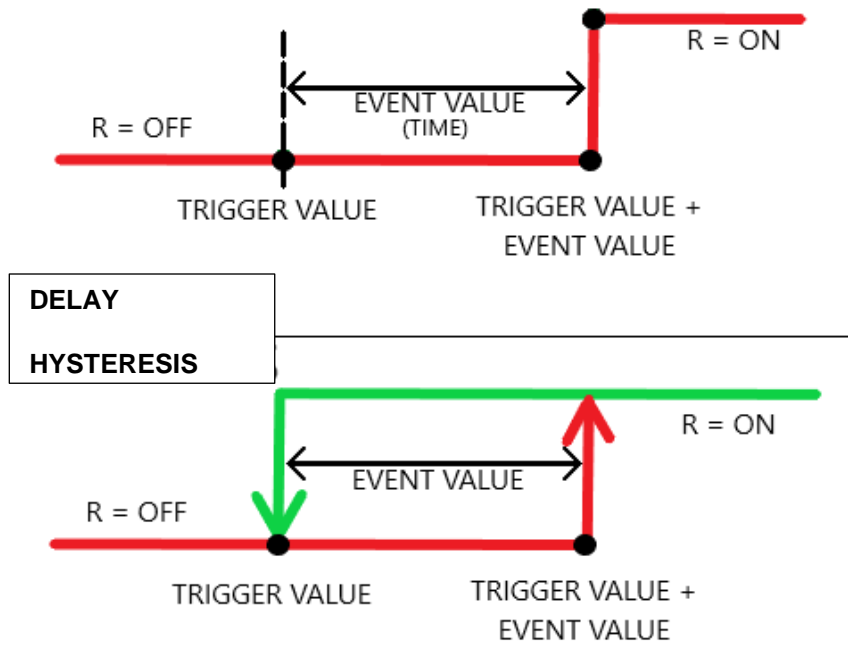 R = ON
EVENT VALUE
(TIME)
R = OFF
TRIGGER VALUE
TRIGGER VALUE +
EVENT VALUE
DELAY
HYSTERESIS
R = ON
EVENT VALUE
R = OFF
TRIGGER VALUE
TRIGGER VALUE +
EVENT VALUE